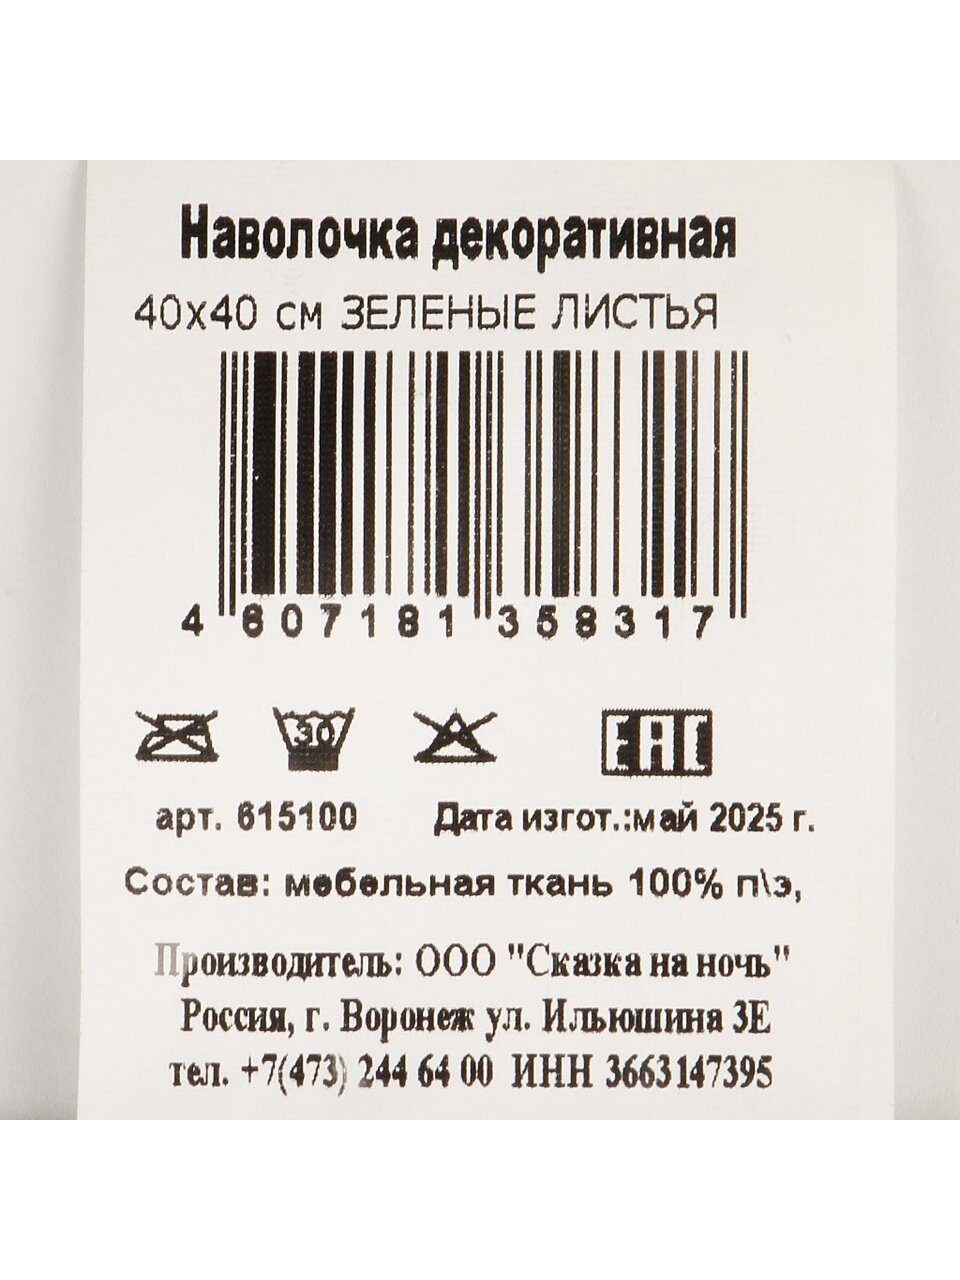 Наволочка декоративная
40х40 см ЗЕЛЕНЫЕ ЛИСТЬЯ
4 607181 358317
30 EAC
арт. 615100 Дата изгот.:май 2025 г.
Состав: мебельная ткань 100% п\э,
Производитель: ООО "Сказка на ночь"
Россия, г. Воронеж ул. Ильюшина 3Е
тел. +7(473) 244 64 00 ИНН 3663147395